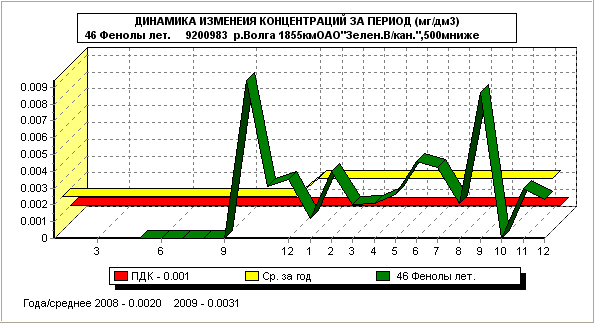 ДИНАМИКА ИЗМЕНЕИЯ КОНЦЕНТРАЦИЙ ЗА ПЕРИОД (мг/дм3)
46 Фенолы лет. 9200983 р.Волга 1855кмОАО"Зелен.В/кан.",500мниже
0.009
0.008
0.007
0.006
0.005
0.004
0.003
0.002
0.001
0
3 6 9 12 1 2 3 4 5 6 7 8 9 10 11 12
ПДК - 0.001 Ср. за год 46 Фенолы лет.
Года/среднее 2008 - 0.0020 2009 - 0.0031